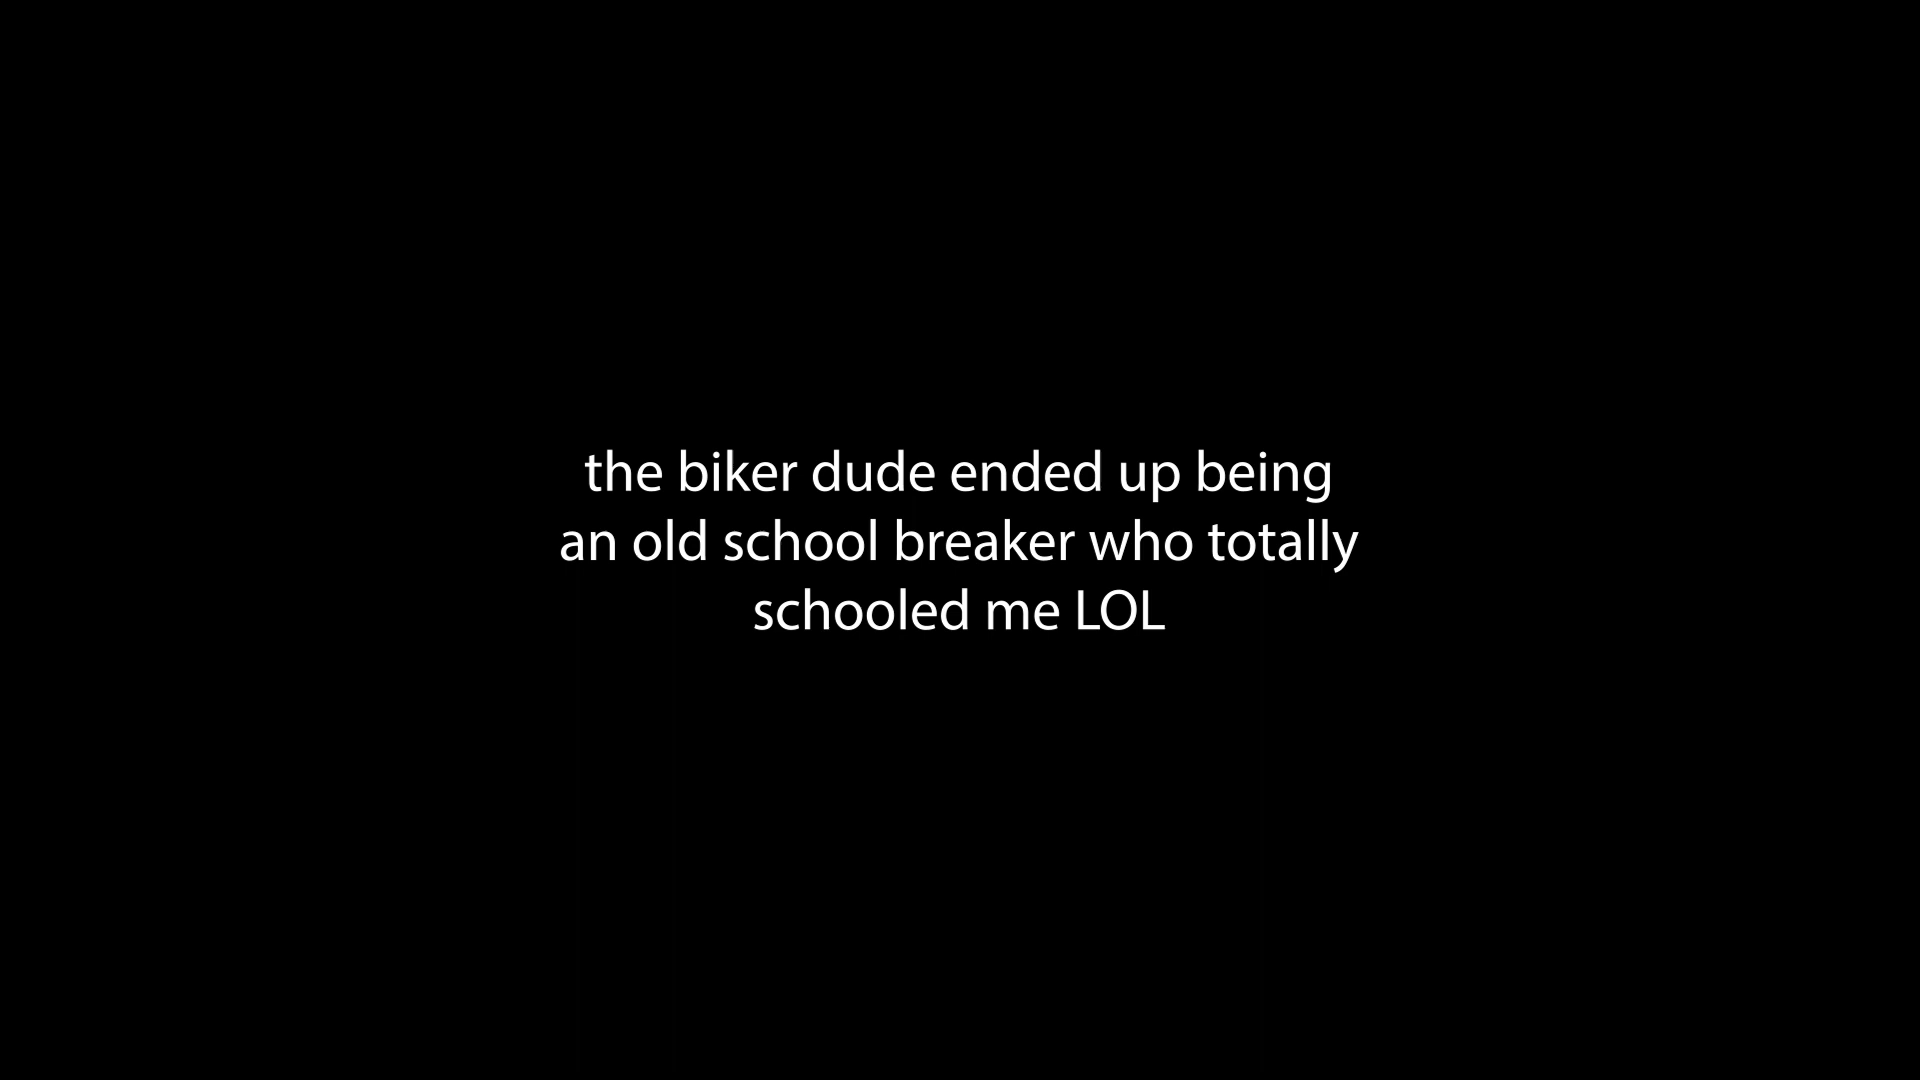 the biker dude ended up being
an old school breaker who totally
schooled me LOL